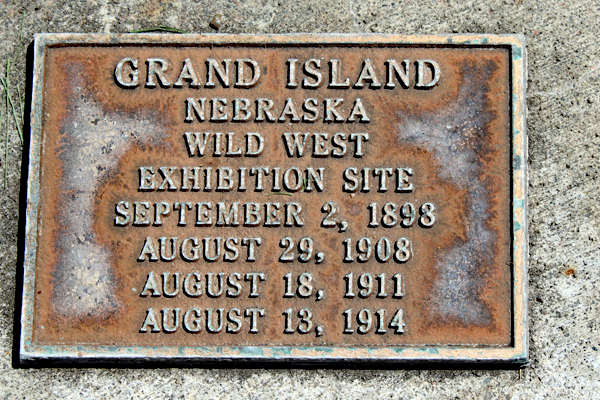 GRAND ISLAND
NEBRASKA
WILD WEST
EXHIBITION SITE
SEPTEMBER 2, 1898
AUGUST 29, 1908
AUGUST 18, 1911
AUGUST 13, 1914